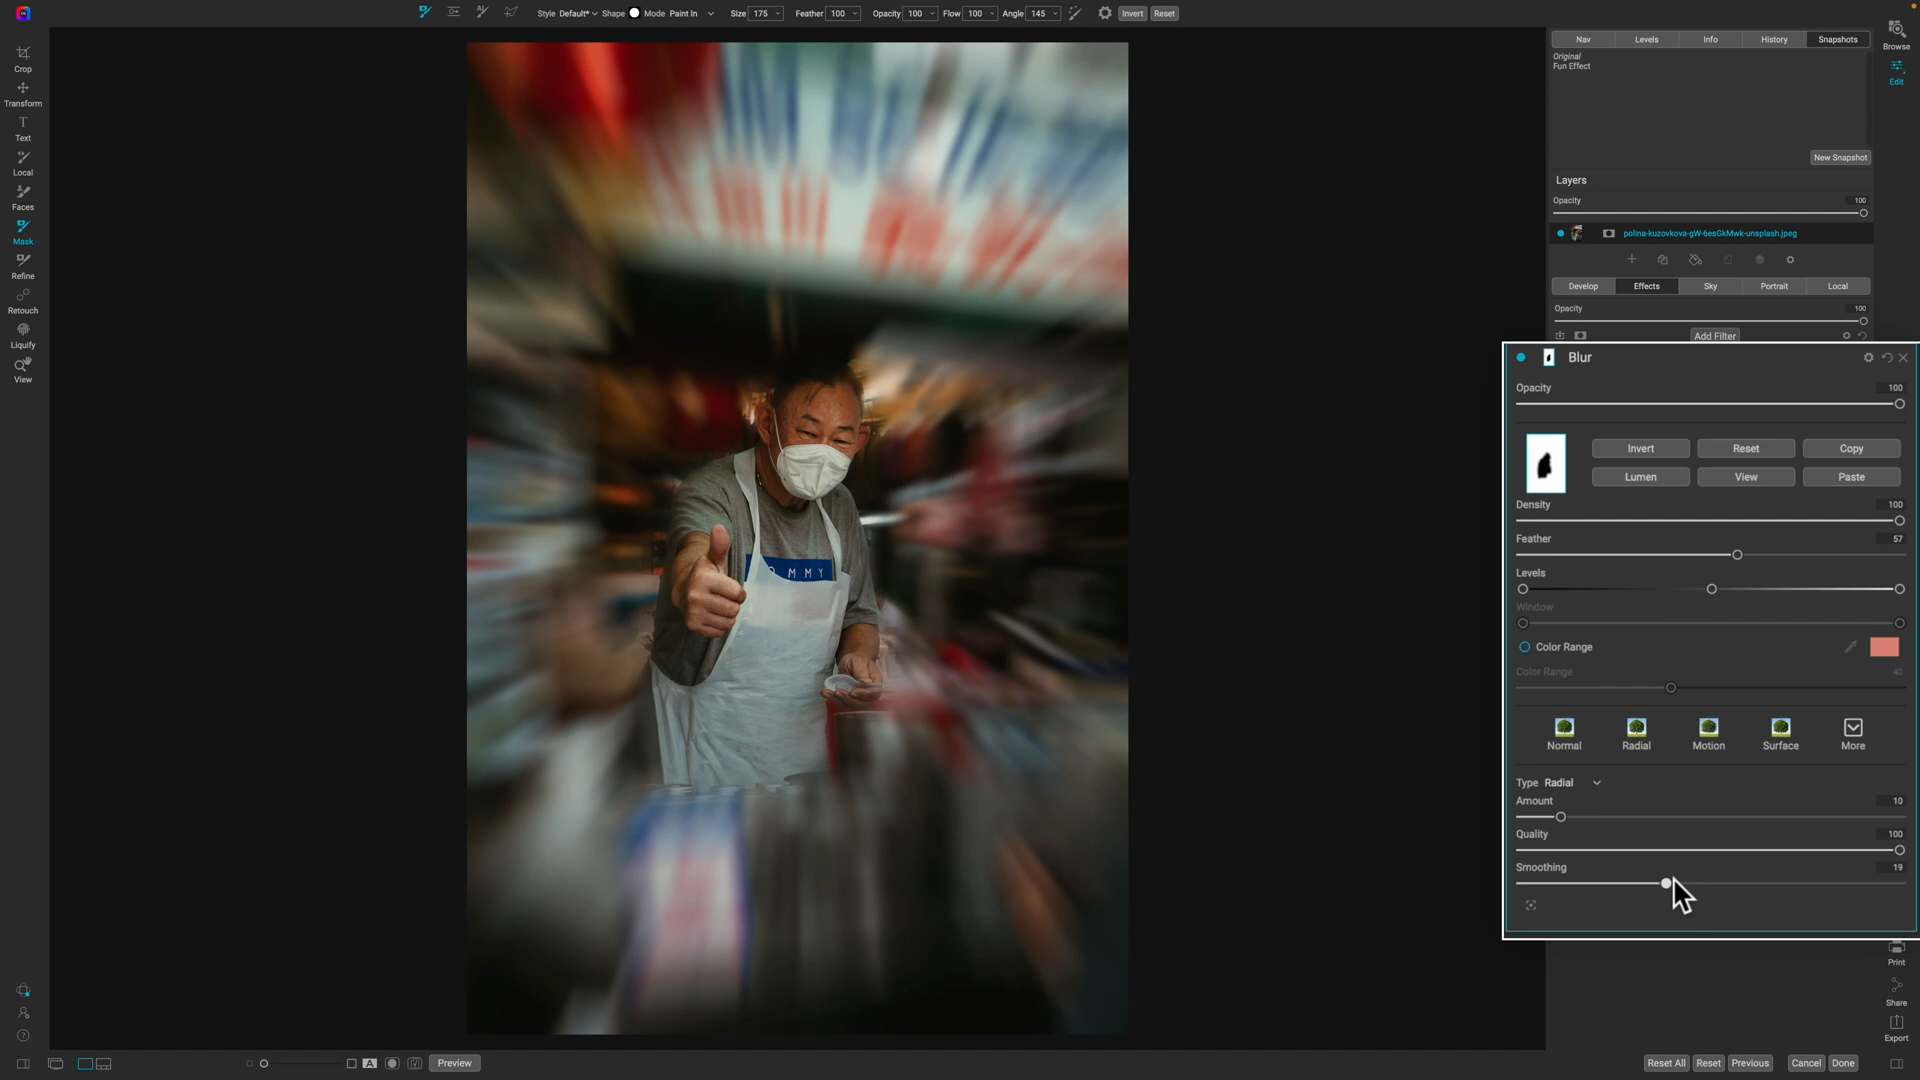 Style Default* Shape Mode Paint In Size 175 Feather 100 Opacity 100 Flow 100 Angle 145 Invert Reset
Crop
Transform
Text
Local
Faces
Mask
Refine
Retouch
Liquify
View
OMMY
Nav Levels Info History Snapshots
Original
Fun Effect
New Snapshot
Layers
Opacity 100
polina-kuzovkova-gW-6esGkMwk-unsplash.jpeg
Develop Effects Sky Portrait Local
Opacity 100
Add Filter
Blur
Opacity 100
Invert Reset Copy
Lumen View Paste
Density 100
Feather 57
Levels
Window
Color Range
Color Range 40
Normal Radial Motion Surface More
Type Radial
Amount 10
Quality 100
Smoothing 19
Browse
Edit
Print
Share
Export
A Preview
Reset All Reset Previous Cancel Done